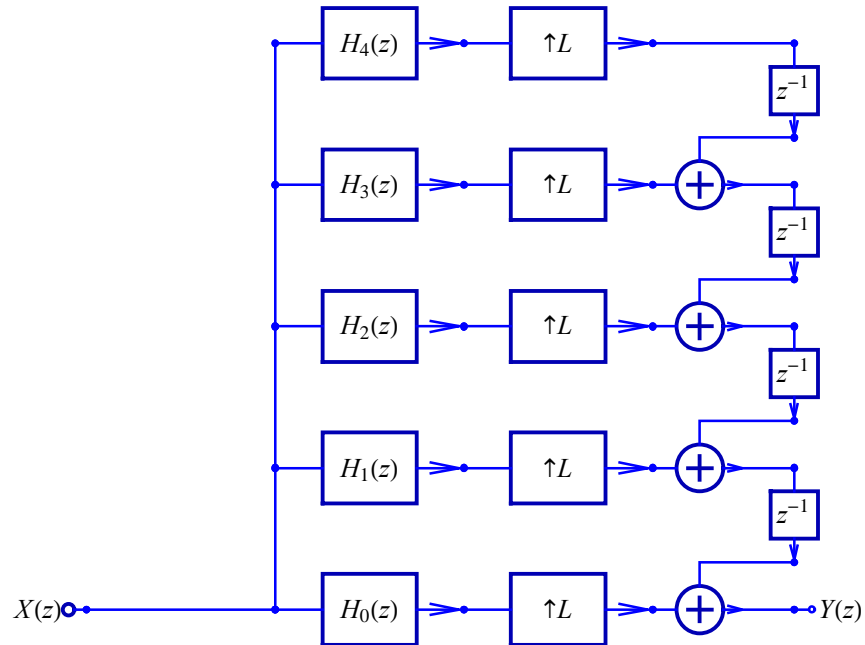 H₄(z) ↑L
z⁻¹
H₃(z) ↑L +
z⁻¹
H₂(z) ↑L +
z⁻¹
H₁(z) ↑L +
z⁻¹
X(z) H₀(z) ↑L + Y(z)